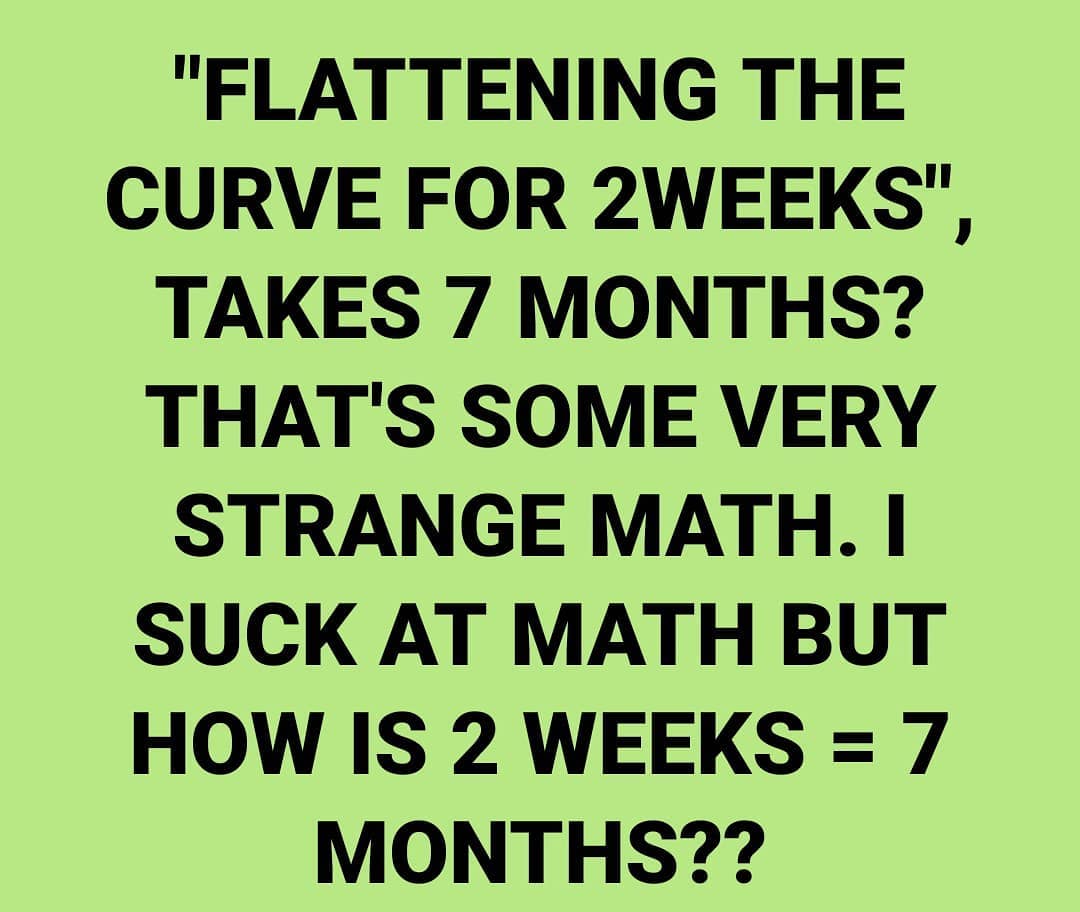 "FLATTENING THE
CURVE FOR 2WEEKS",
TAKES 7 MONTHS?
THAT'S SOME VERY
STRANGE MATH. I
SUCK AT MATH BUT
HOW IS 2 WEEKS = 7
MONTHS??